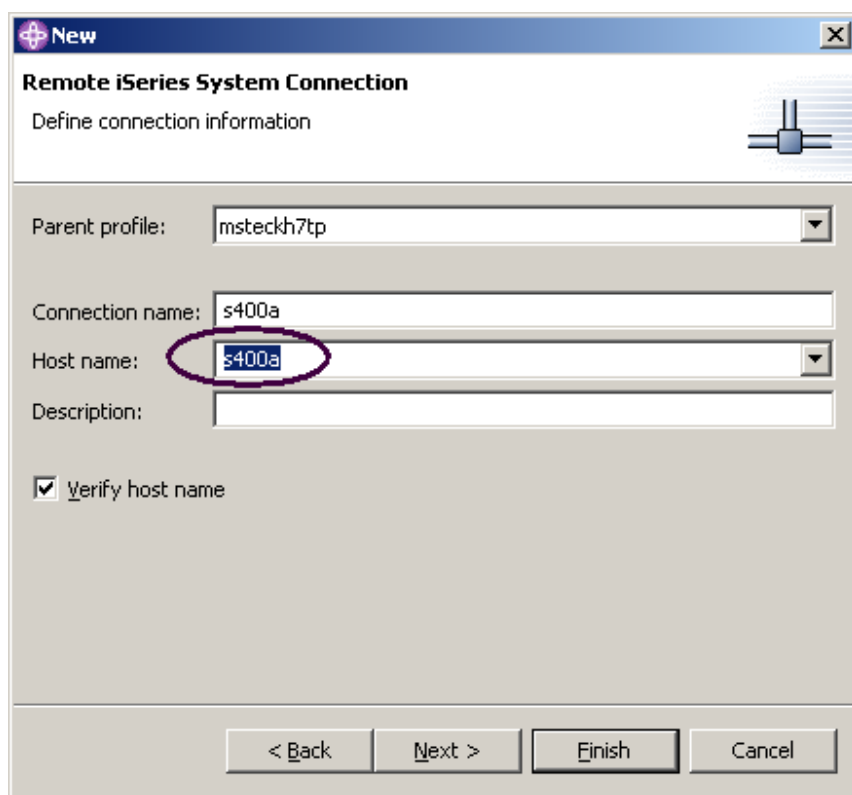 New
Remote iSeries System Connection
Define connection information
Parent profile: msteckh7tp
Connection name: s400a
Host name: s400a
Description:
Verify host name
< Back Next > Finish Cancel